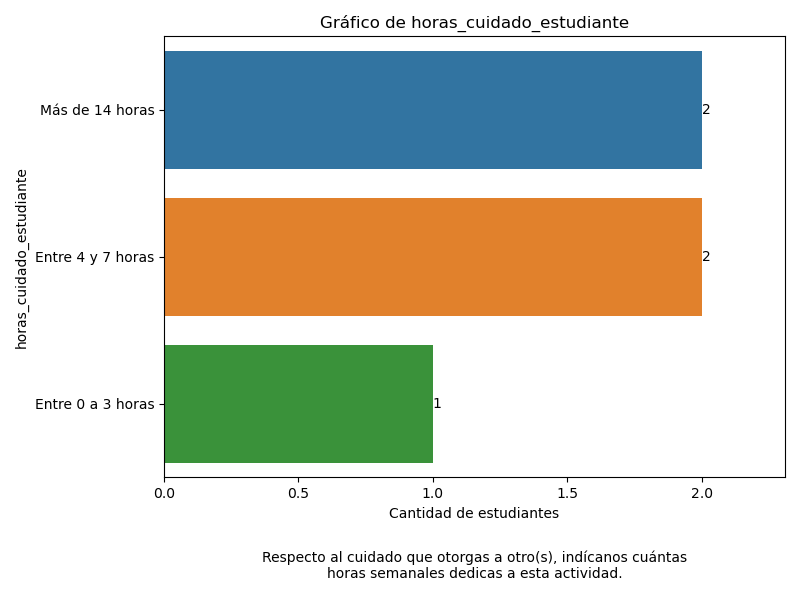 Gráfico de horas_cuidado_estudiante
horas_cuidado_estudiante
Más de 14 horas
2
Entre 4 y 7 horas
2
Entre 0 a 3 horas
1
0.0
0.5
1.0
1.5
2.0
Cantidad de estudiantes
Respecto al cuidado que otorgas a otro(s), indícanos cuántas
horas semanales dedicas a esta actividad.